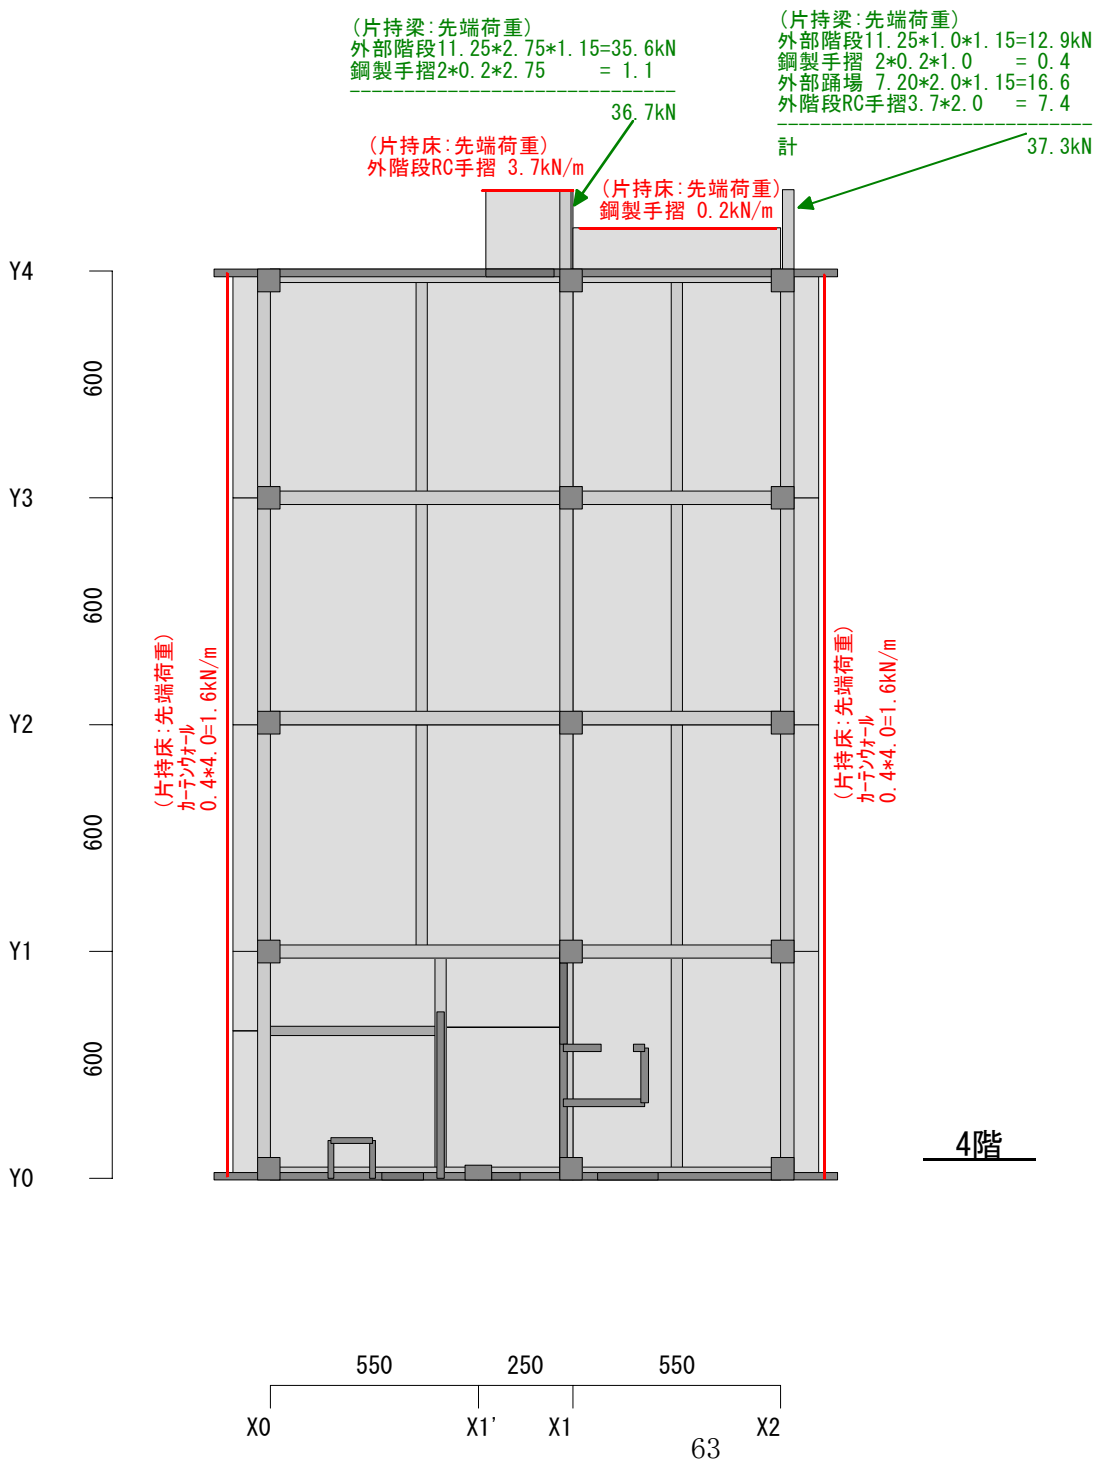 (片持梁:先端荷重)
外部階段11.25*2.75*1.15=35.6kN
鋼製手摺2*0.2*2.75 = 1.1
------------------------------
36.7kN
(片持梁:先端荷重)
外部階段11.25*1.0*1.15=12.9kN
鋼製手摺 2*0.2*1.0 = 0.4
外部踊場 7.20*2.0*1.15=16.6
外階段RC手摺3.7*2.0 = 7.4
-----------------------------
計 37.3kN
(片持床:先端荷重)
外階段RC手摺 3.7kN/m
(片持床:先端荷重)
鋼製手摺 0.2kN/m
Y4
600
Y3
600
Y2
600
Y1
600
Y0
(片持床:先端荷重)
カーテンウォール
0.4*4.0=1.6kN/m
(片持床:先端荷重)
カーテンウォール
0.4*4.0=1.6kN/m
4階
550 250 550
X0 X1' X1 X2
63